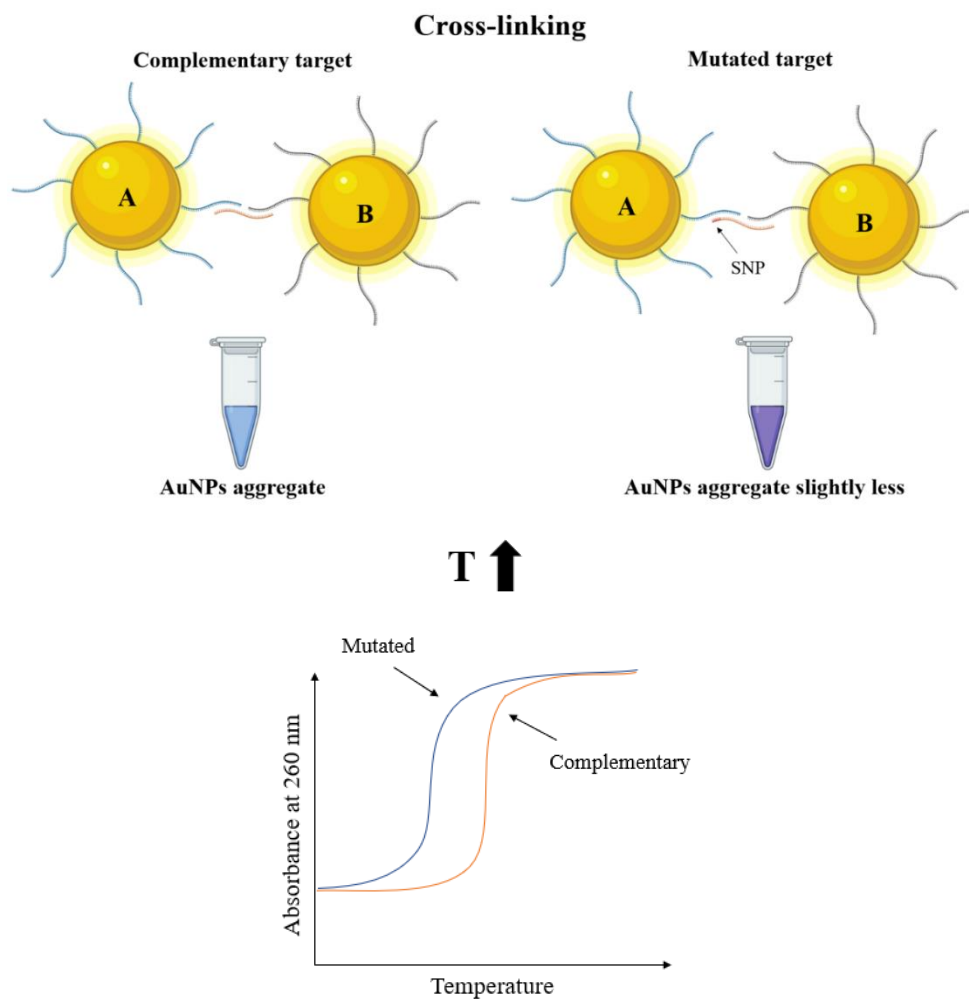 Cross-linking
Complementary target
Mutated target
A
B
A
B
SNP
AuNPs aggregate
AuNPs aggregate slightly less
T
Mutated
Complementary
Absorbance at 260 nm
Temperature